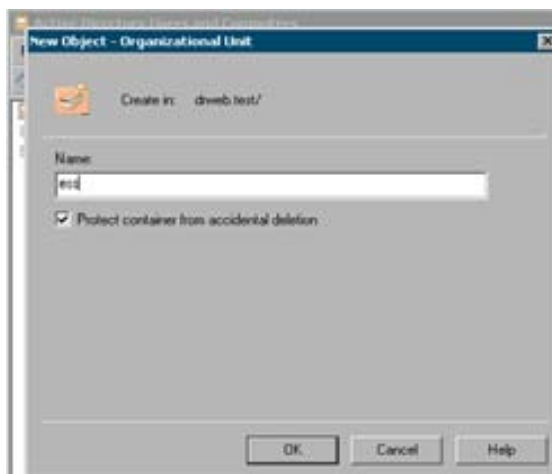 Active Directory Users and Computers
New Object - Organizational Unit
Create in: drweb.test/
Name:
ess
Protect container from accidental deletion
OK
Cancel
Help